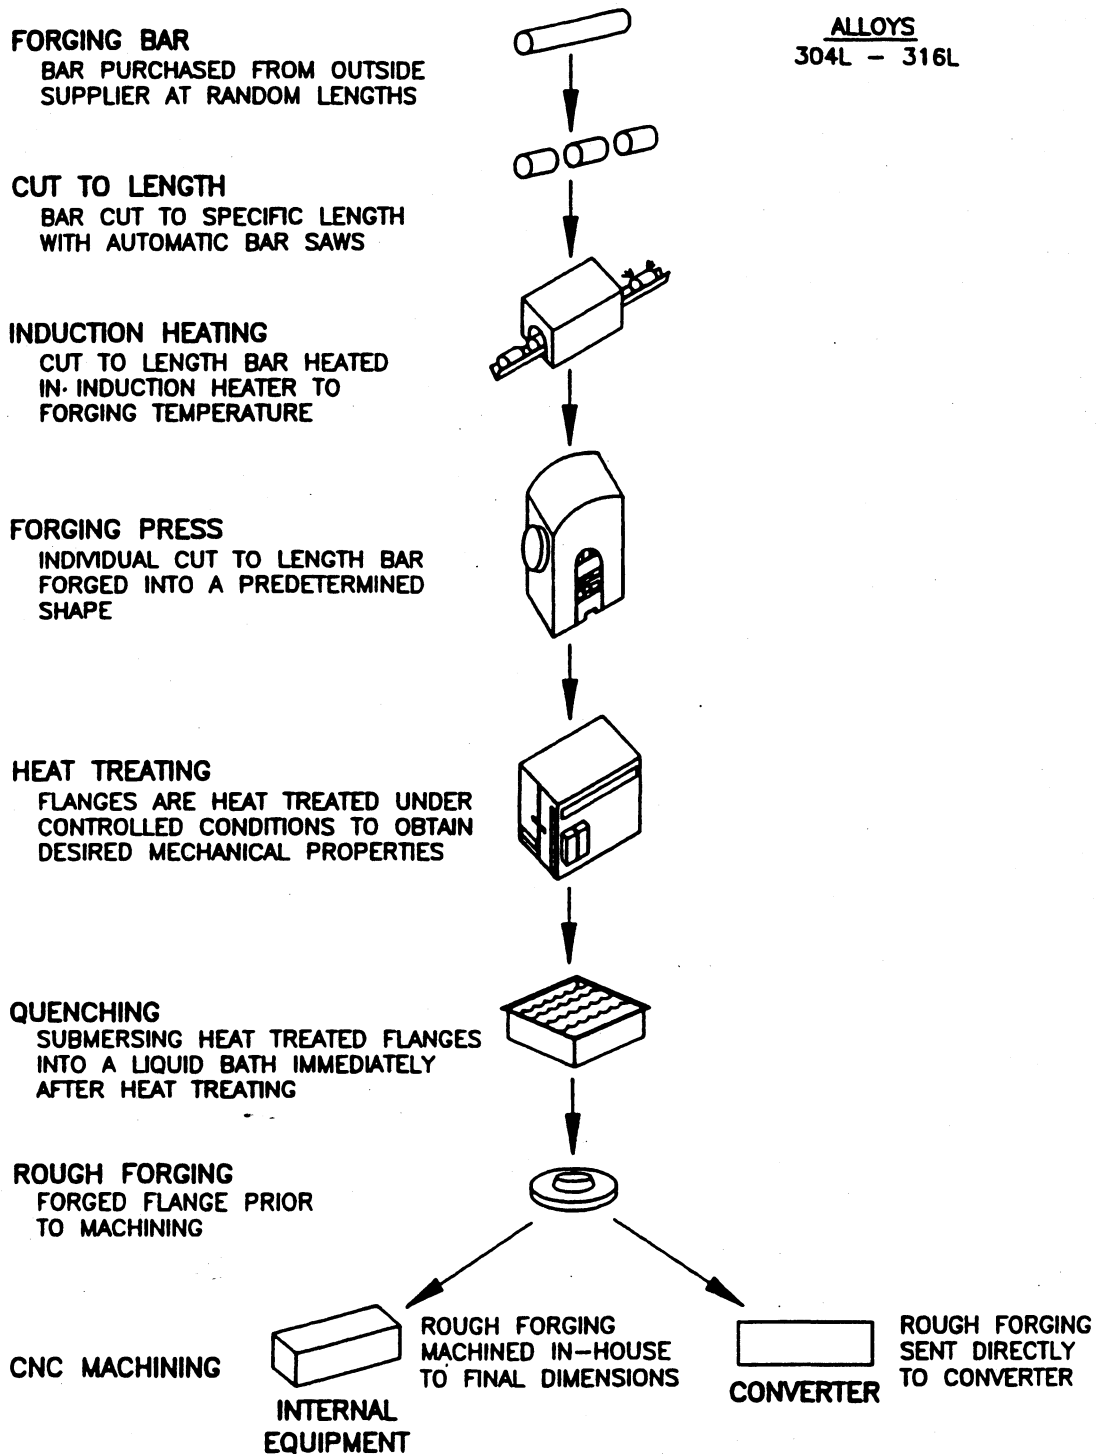 FORGING BAR
BAR PURCHASED FROM OUTSIDE
SUPPLIER AT RANDOM LENGTHS
ALLOYS
304L - 316L
CUT TO LENGTH
BAR CUT TO SPECIFIC LENGTH
WITH AUTOMATIC BAR SAWS
INDUCTION HEATING
CUT TO LENGTH BAR HEATED
IN INDUCTION HEATER TO
FORGING TEMPERATURE
FORGING PRESS
INDIVIDUAL CUT TO LENGTH BAR
FORGED INTO A PREDETERMINED
SHAPE
HEAT TREATING
FLANGES ARE HEAT TREATED UNDER
CONTROLLED CONDITIONS TO OBTAIN
DESIRED MECHANICAL PROPERTIES
QUENCHING
SUBMERSING HEAT TREATED FLANGES
INTO A LIQUID BATH IMMEDIATELY
AFTER HEAT TREATING
ROUGH FORGING
FORGED FLANGE PRIOR
TO MACHINING
CNC MACHINING
INTERNAL
EQUIPMENT
ROUGH FORGING
MACHINED IN-HOUSE
TO FINAL DIMENSIONS
CONVERTER
ROUGH FORGING
SENT DIRECTLY
TO CONVERTER